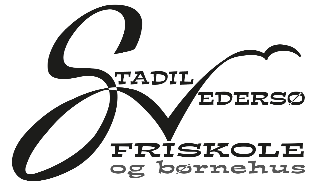 STADIL
VEDERSØ
FRISKOLE
og børnehus